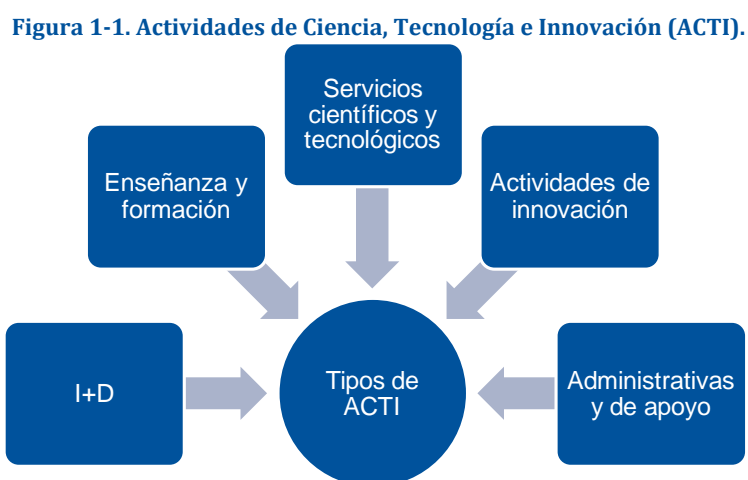 Figura 1-1. Actividades de Ciencia, Tecnología e Innovación (ACTI).
Servicios
científicos y
tecnológicos
Enseñanza y
formación
Actividades de
innovación
I+D
Tipos de
ACTI
Administrativas
y de apoyo